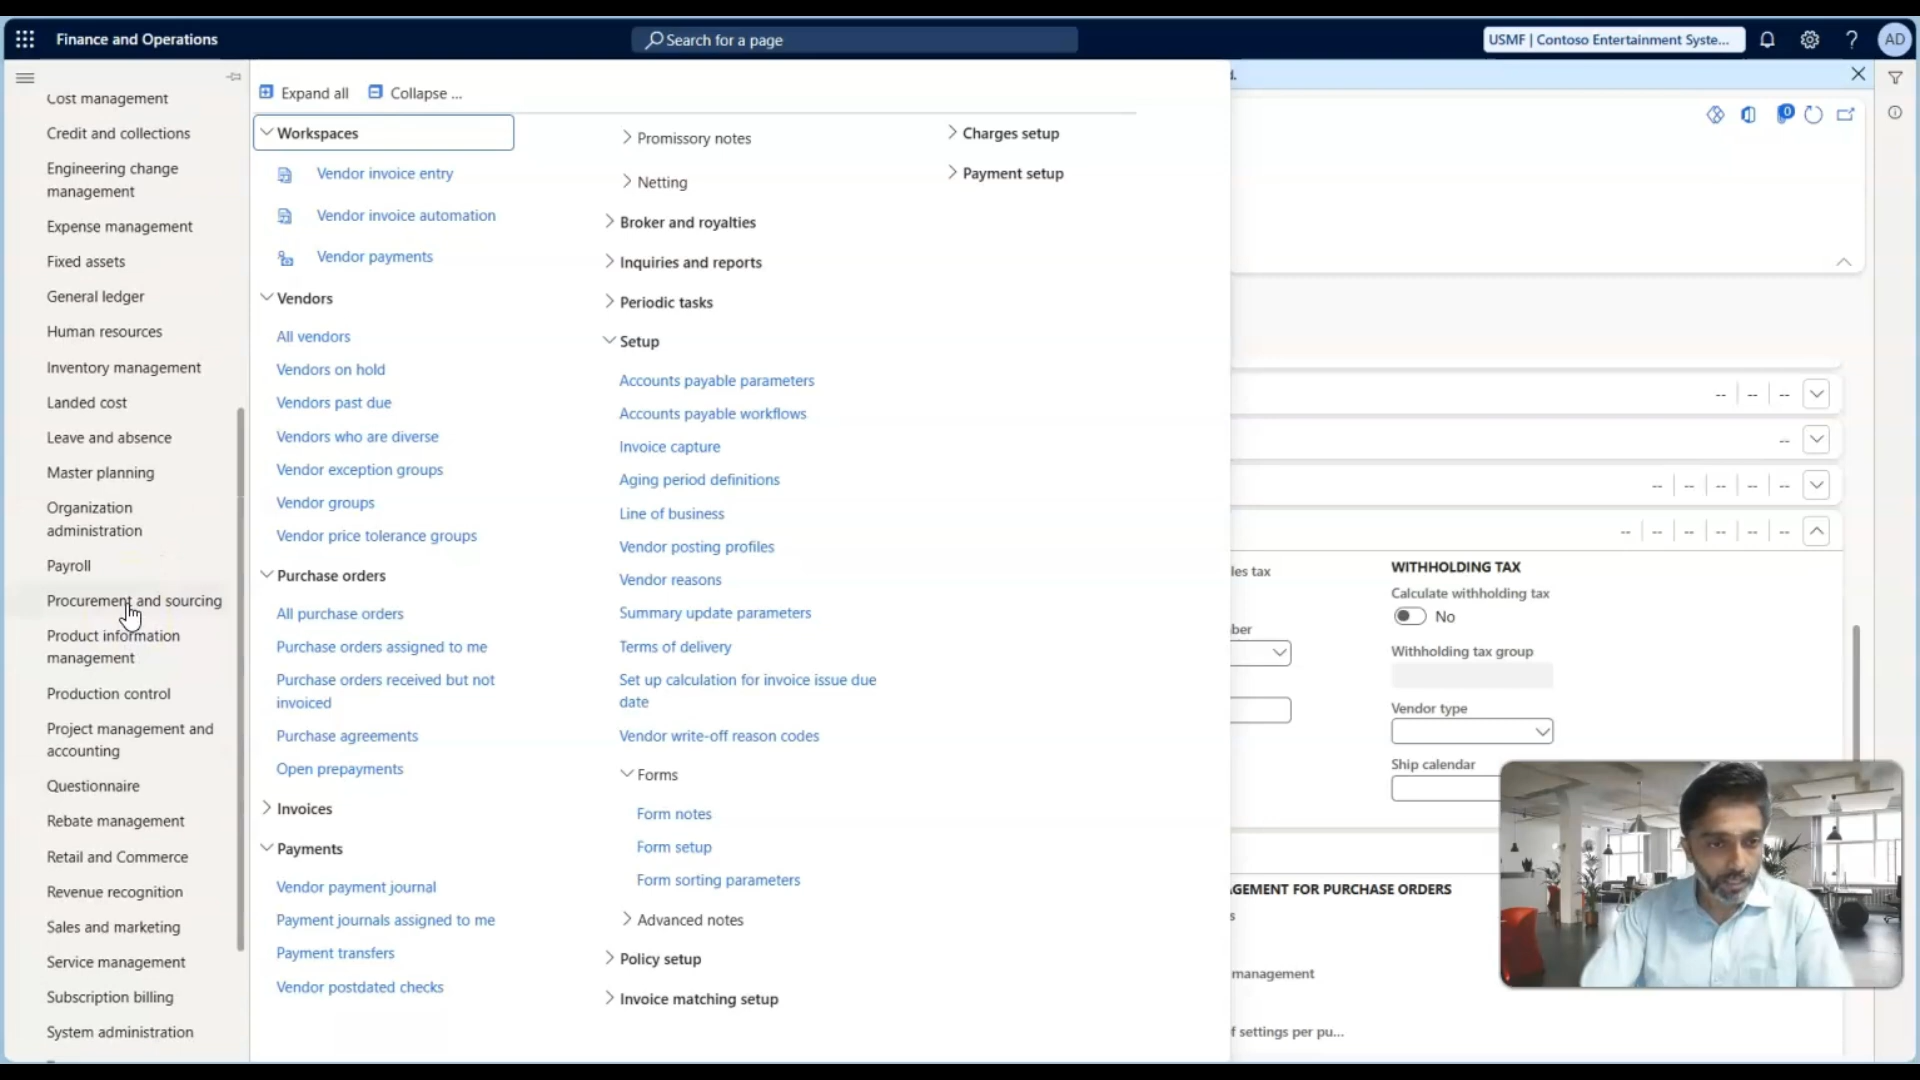 Finance and Operations
Search for a page
USMF | Contoso Entertainment Syste...
AD
Cost management
Credit and collections
Engineering change
management
Expense management
Fixed assets
General ledger
Human resources
Inventory management
Landed cost
Leave and absence
Master planning
Organization
administration
Payroll
Procurement and sourcing
Product information
management
Production control
Project management and
accounting
Questionnaire
Rebate management
Retail and Commerce
Revenue recognition
Sales and marketing
Service management
Subscription billing
System administration
Expand all
Collapse ...
Workspaces
Vendor invoice entry
Vendor invoice automation
Vendor payments
Vendors
All vendors
Vendors on hold
Vendors past due
Vendors who are diverse
Vendor exception groups
Vendor groups
Vendor price tolerance groups
Purchase orders
All purchase orders
Purchase orders assigned to me
Purchase orders received but not
invoiced
Purchase agreements
Open prepayments
Invoices
Payments
Vendor payment journal
Payment journals assigned to me
Payment transfers
Vendor postdated checks
Promissory notes
Netting
Broker and royalties
Inquiries and reports
Periodic tasks
Setup
Accounts payable parameters
Accounts payable workflows
Invoice capture
Aging period definitions
Line of business
Vendor posting profiles
Vendor reasons
Summary update parameters
Terms of delivery
Set up calculation for invoice issue due
date
Vendor write-off reason codes
Forms
Form notes
Form setup
Form sorting parameters
Advanced notes
Policy setup
Invoice matching setup
Charges setup
Payment setup
d.
0
-- -- --
--
-- -- -- -- --
-- -- -- -- -- --
les tax
ber
WITHHOLDING TAX
Calculate withholding tax
No
Withholding tax group
Vendor type
Ship calendar
AGEMENT FOR PURCHASE ORDERS
s
management
f settings per pu...